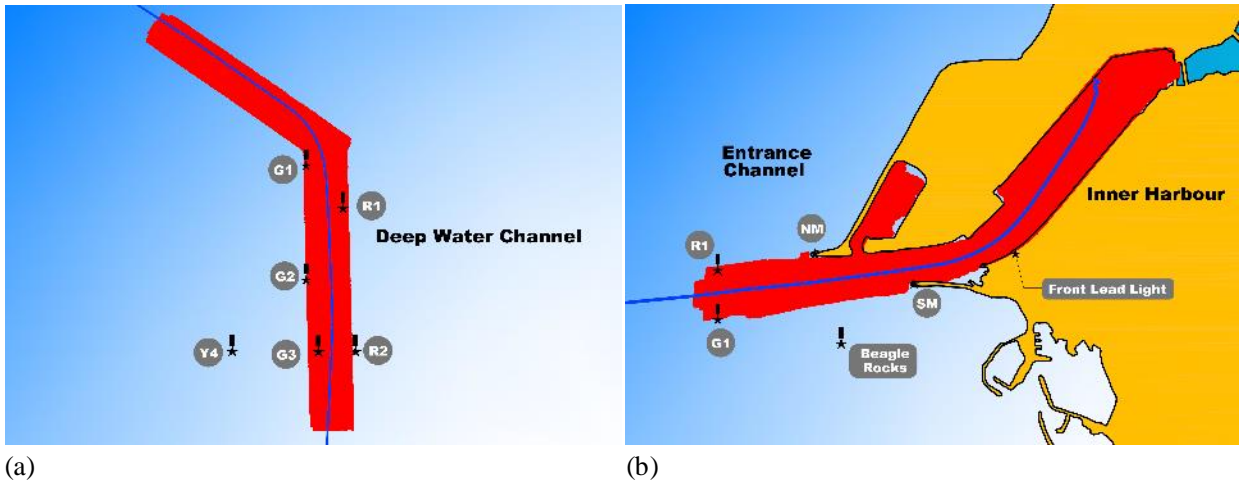 G1
R1
Deep Water Channel
G2
Y4
G3
R2
(a)
Entrance
Channel
NM
R1
Inner Harbour
Front Lead Light
SM
G1
Beagle
Rocks
(b)